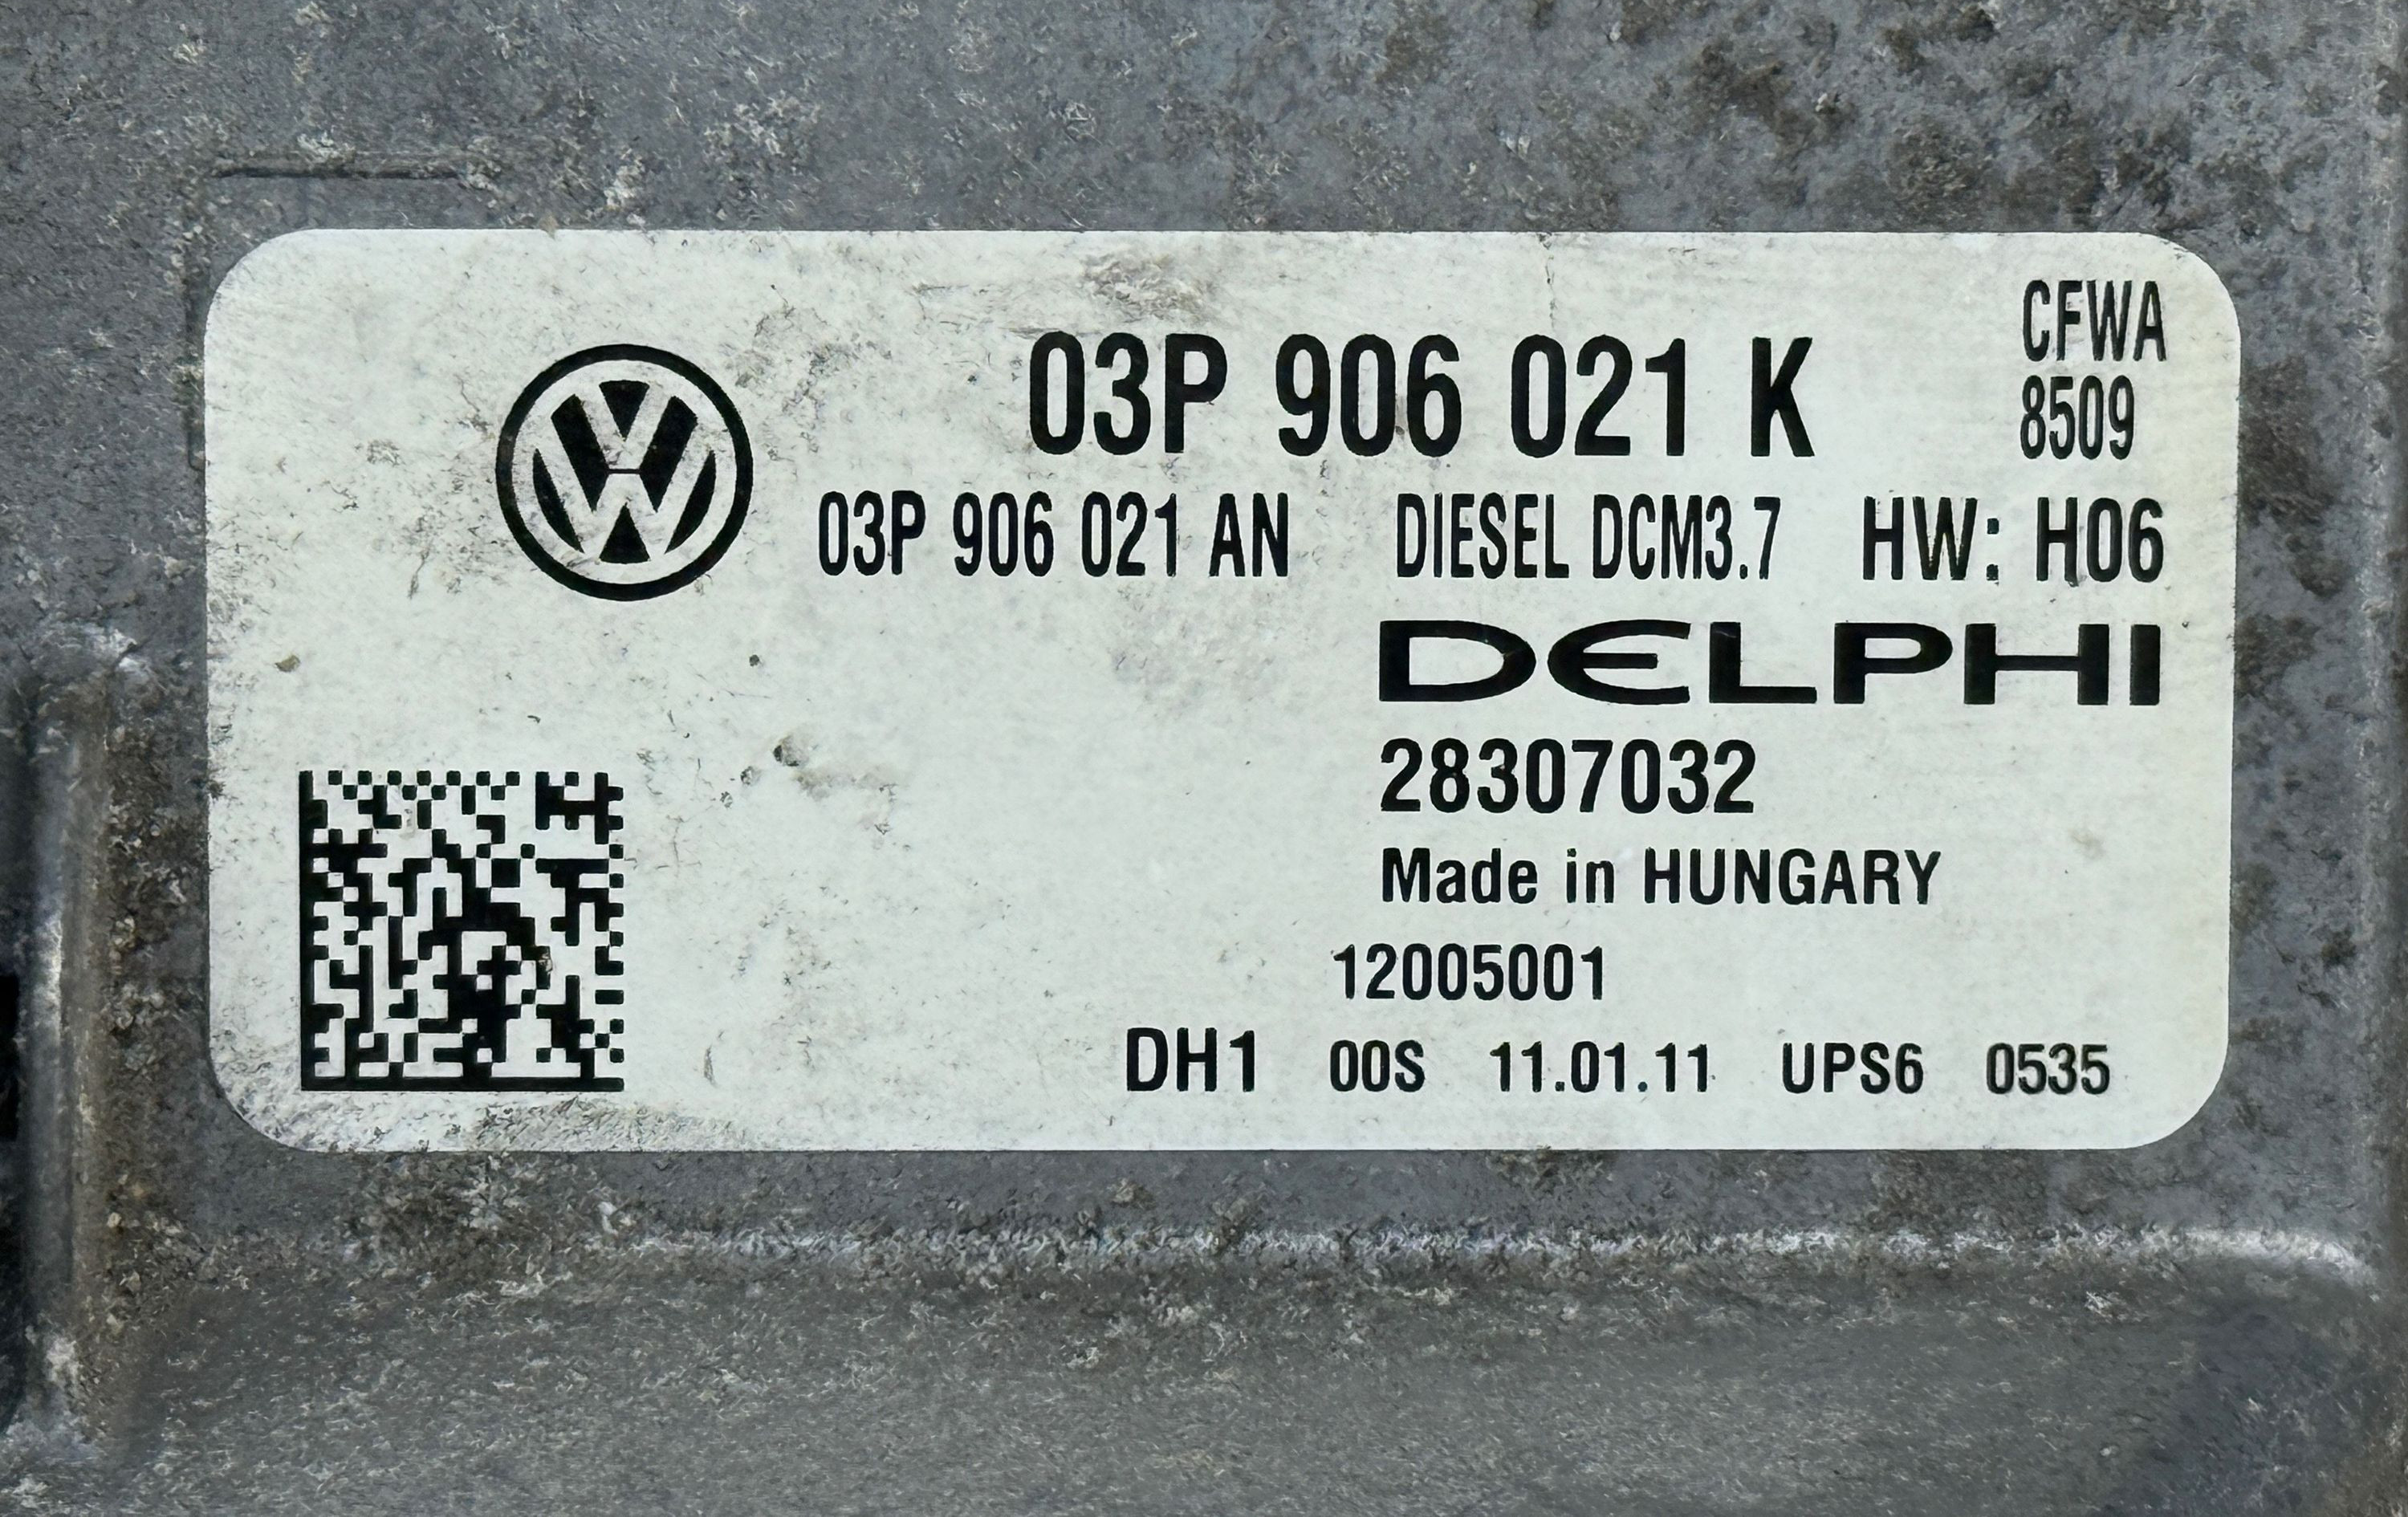 CFWA
03P 906 021 K
8509
03P 906 021 AN DIESEL DCM3.7 HW: H06
DELPHI
28307032
Made in HUNGARY
12005001
DH1 00S 11.01.11 UPS6 0535